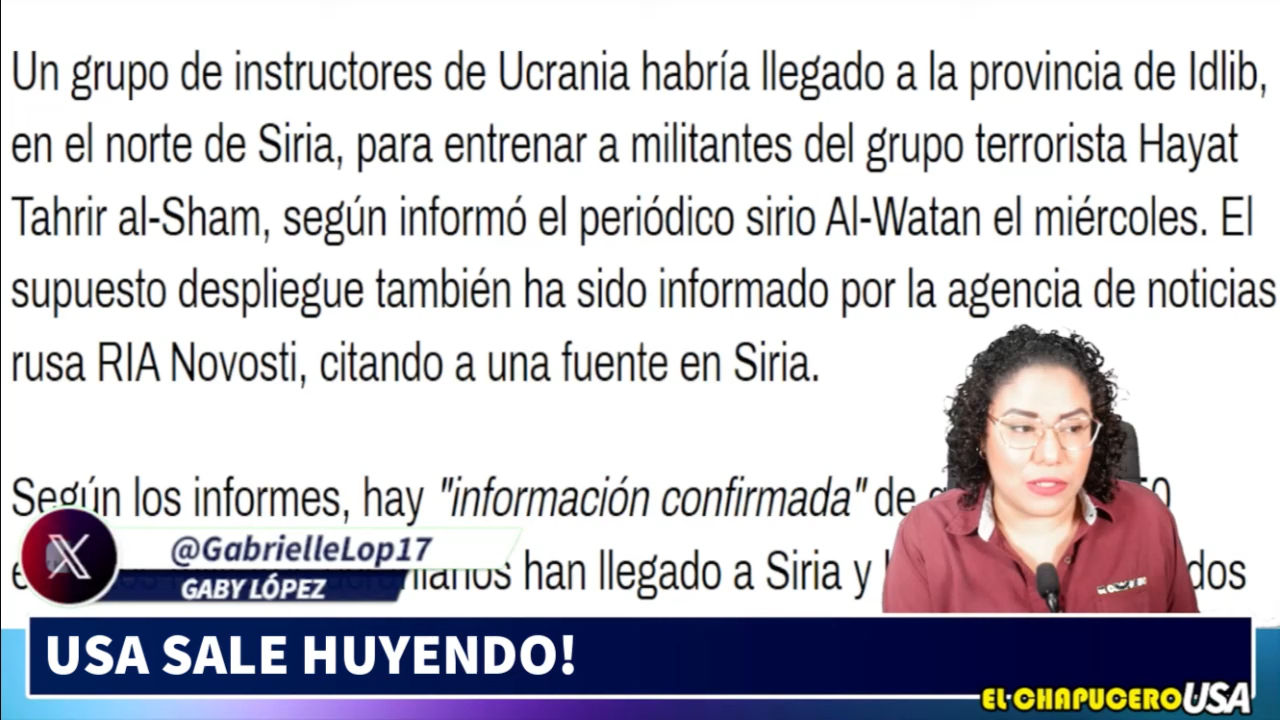 Un grupo de instructores de Ucrania habría llegado a la provincia de Idlib,
en el norte de Siria, para entrenar a militantes del grupo terrorista Hayat
Tahrir al-Sham, según informó el periódico sirio Al-Watan el miércoles. El
supuesto despliegue también ha sido informado por la agencia de noticias
rusa RIA Novosti, citando a una fuente en Siria.
Según los informes, hay "información confirmada" de
han llegado a Siria y
@GabrielleLop17
GABY LÓPEZ
USA SALE HUYENDO!
EL CHAPUCERO USA